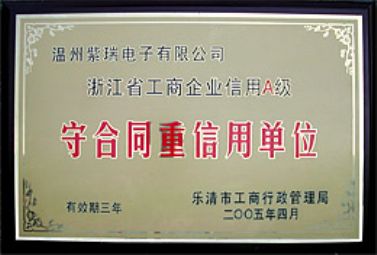 温州紫瑞电子有限公司
浙江省工商企业信用A级
守合同重信用单位
乐清市工商行政管理局
有效期三年
二〇〇五年四月